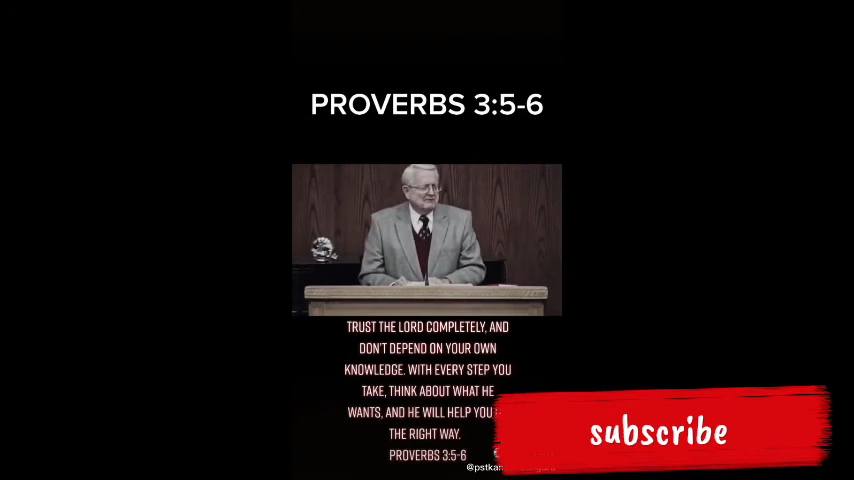 PROVERBS 3:5-6
TRUST THE LORD COMPLETELY, AND
DON'T DEPEND ON YOUR OWN
KNOWLEDGE. WITH EVERY STEP YOU
TAKE, THINK ABOUT WHAT HE
WANTS, AND HE WILL HELP YOU
THE RIGHT WAY.
PROVERBS 3:5-6
subscribe